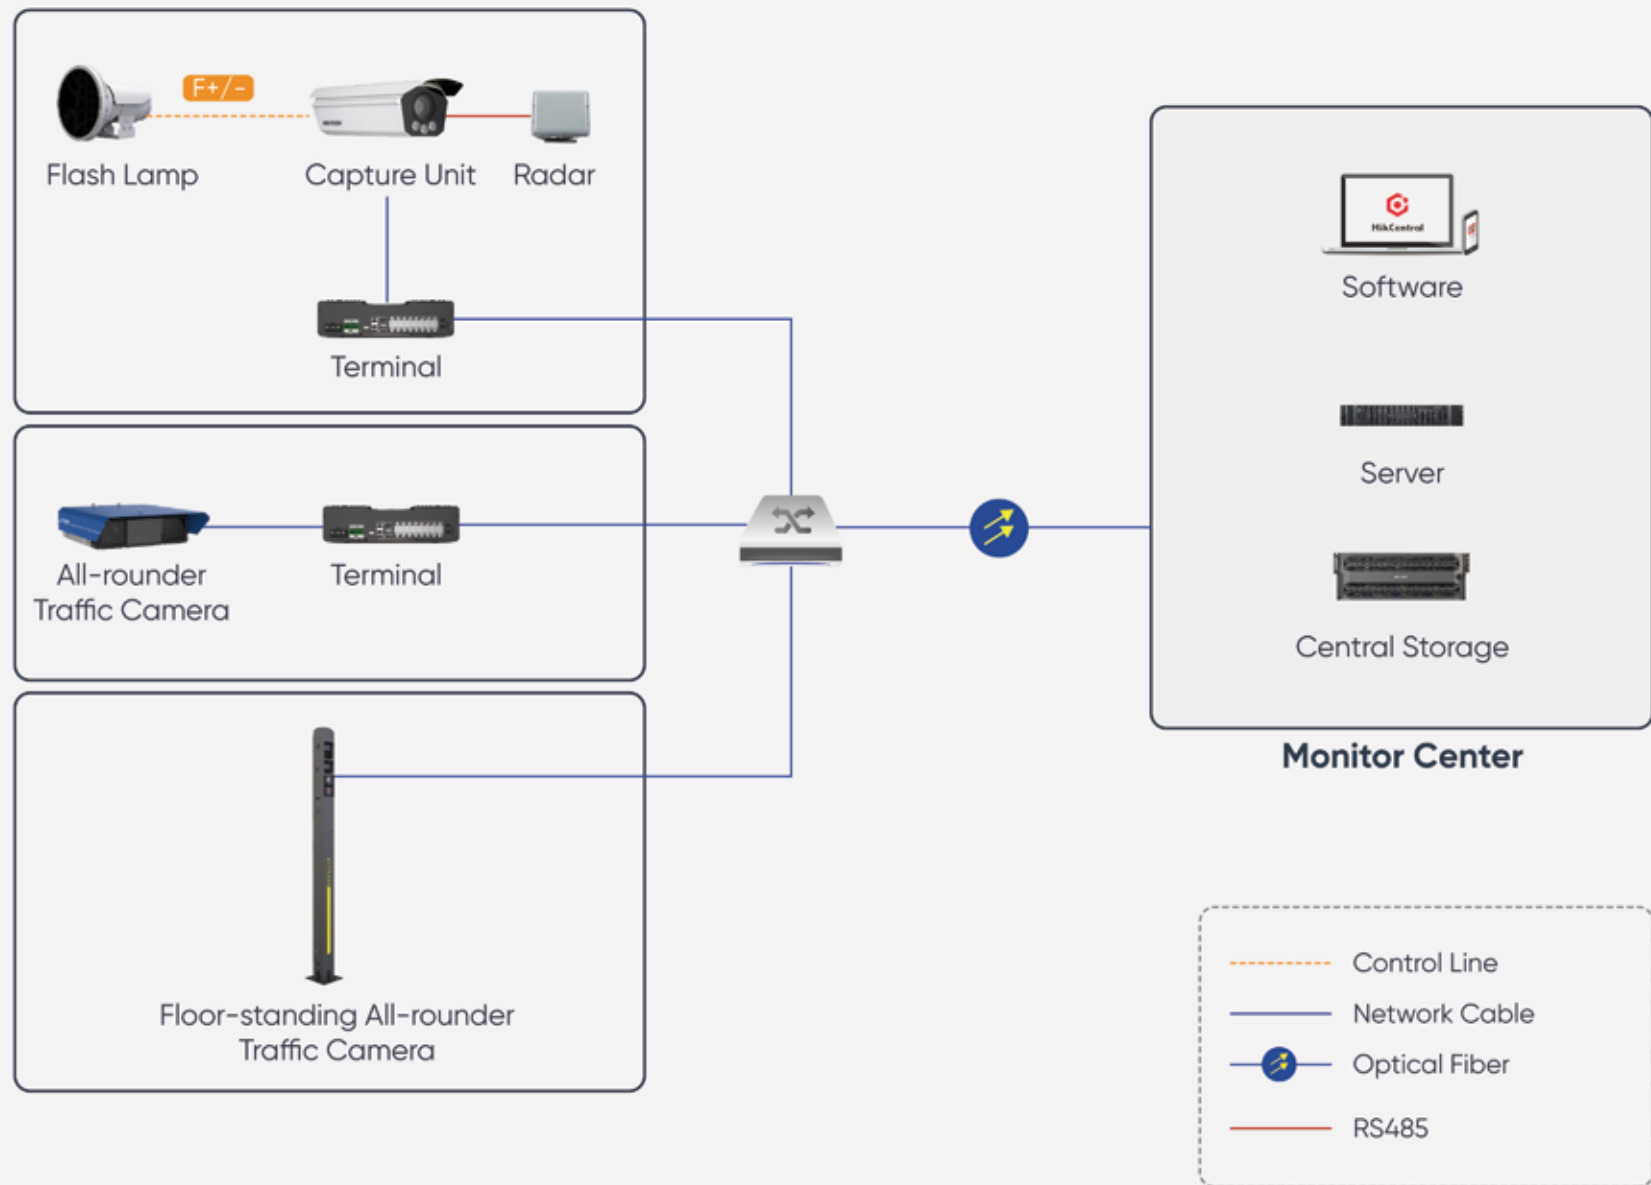 F+/-
Flash Lamp
Capture Unit
Radar
Terminal
All-rounder
Traffic Camera
Terminal
Floor-standing All-rounder
Traffic Camera
HikCentral
Software
Server
Central Storage
Monitor Center
Control Line
Network Cable
Optical Fiber
RS485